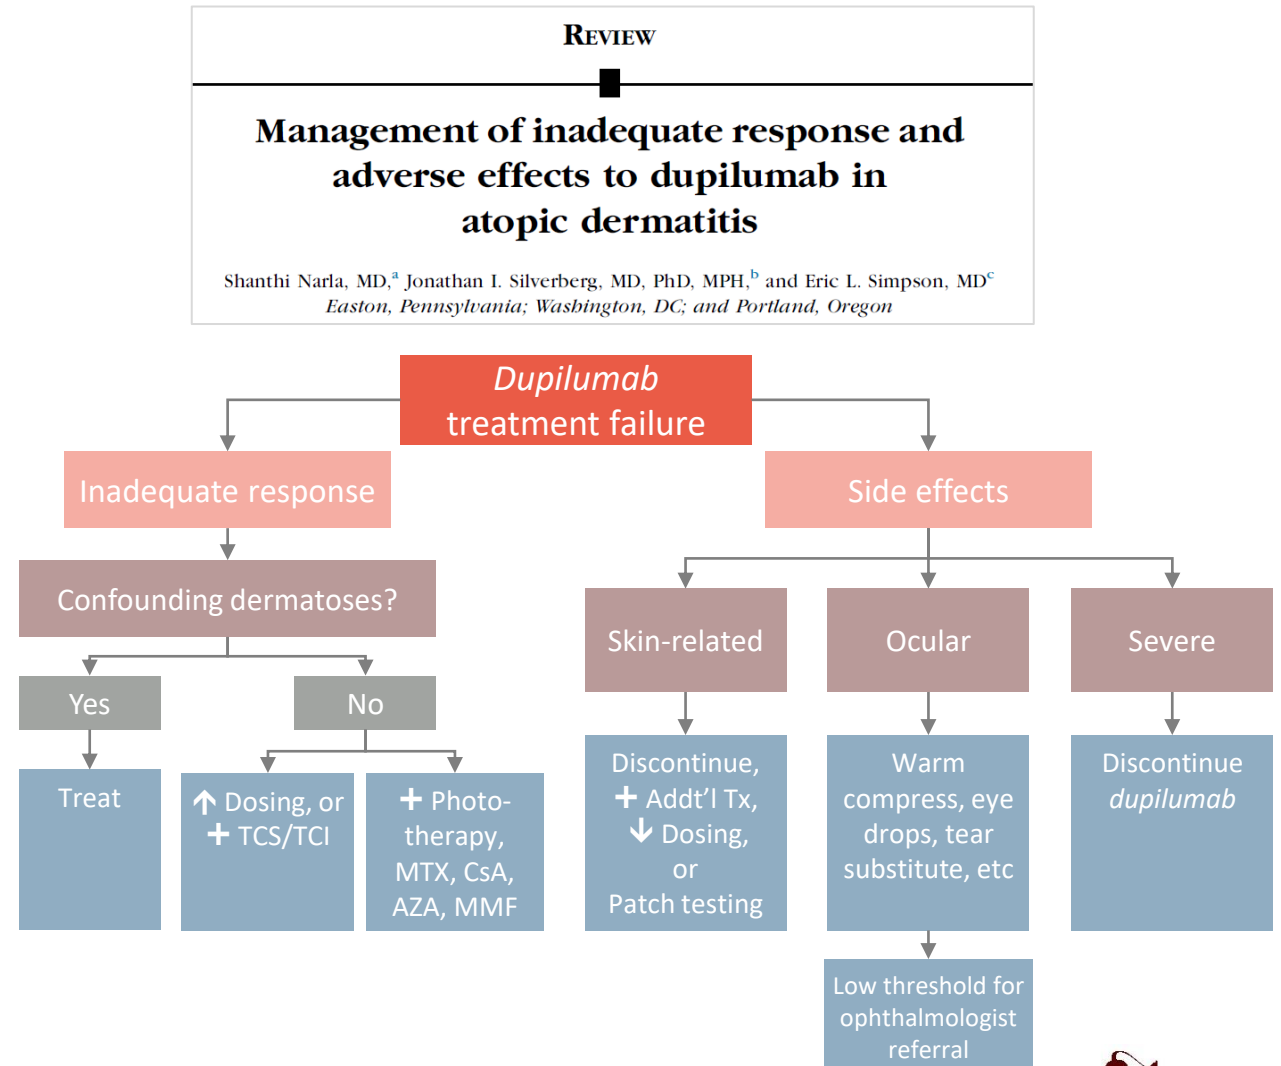 REVIEW
Management of inadequate response and
adverse effects to dupilumab in
atopic dermatitis
Shanthi Narla, MD,a Jonathan I. Silverberg, MD, PhD, MPH,b and Eric L. Simpson, MDc
Easton, Pennsylvania; Washington, DC; and Portland, Oregon
Dupilumab
treatment failure
Inadequate response
Side effects
Confounding dermatoses?
Skin-related
Ocular
Severe
Yes
No
Treat
↑ Dosing, or
+ TCS/TCI
+ Photo-
therapy,
MTX, CsA,
AZA, MMF
Discontinue,
+ Addt’l Tx,
↓ Dosing,
or
Patch testing
Warm
compress, eye
drops, tear
substitute, etc
Discontinue
dupilumab
Low threshold for
ophthalmologist
referral